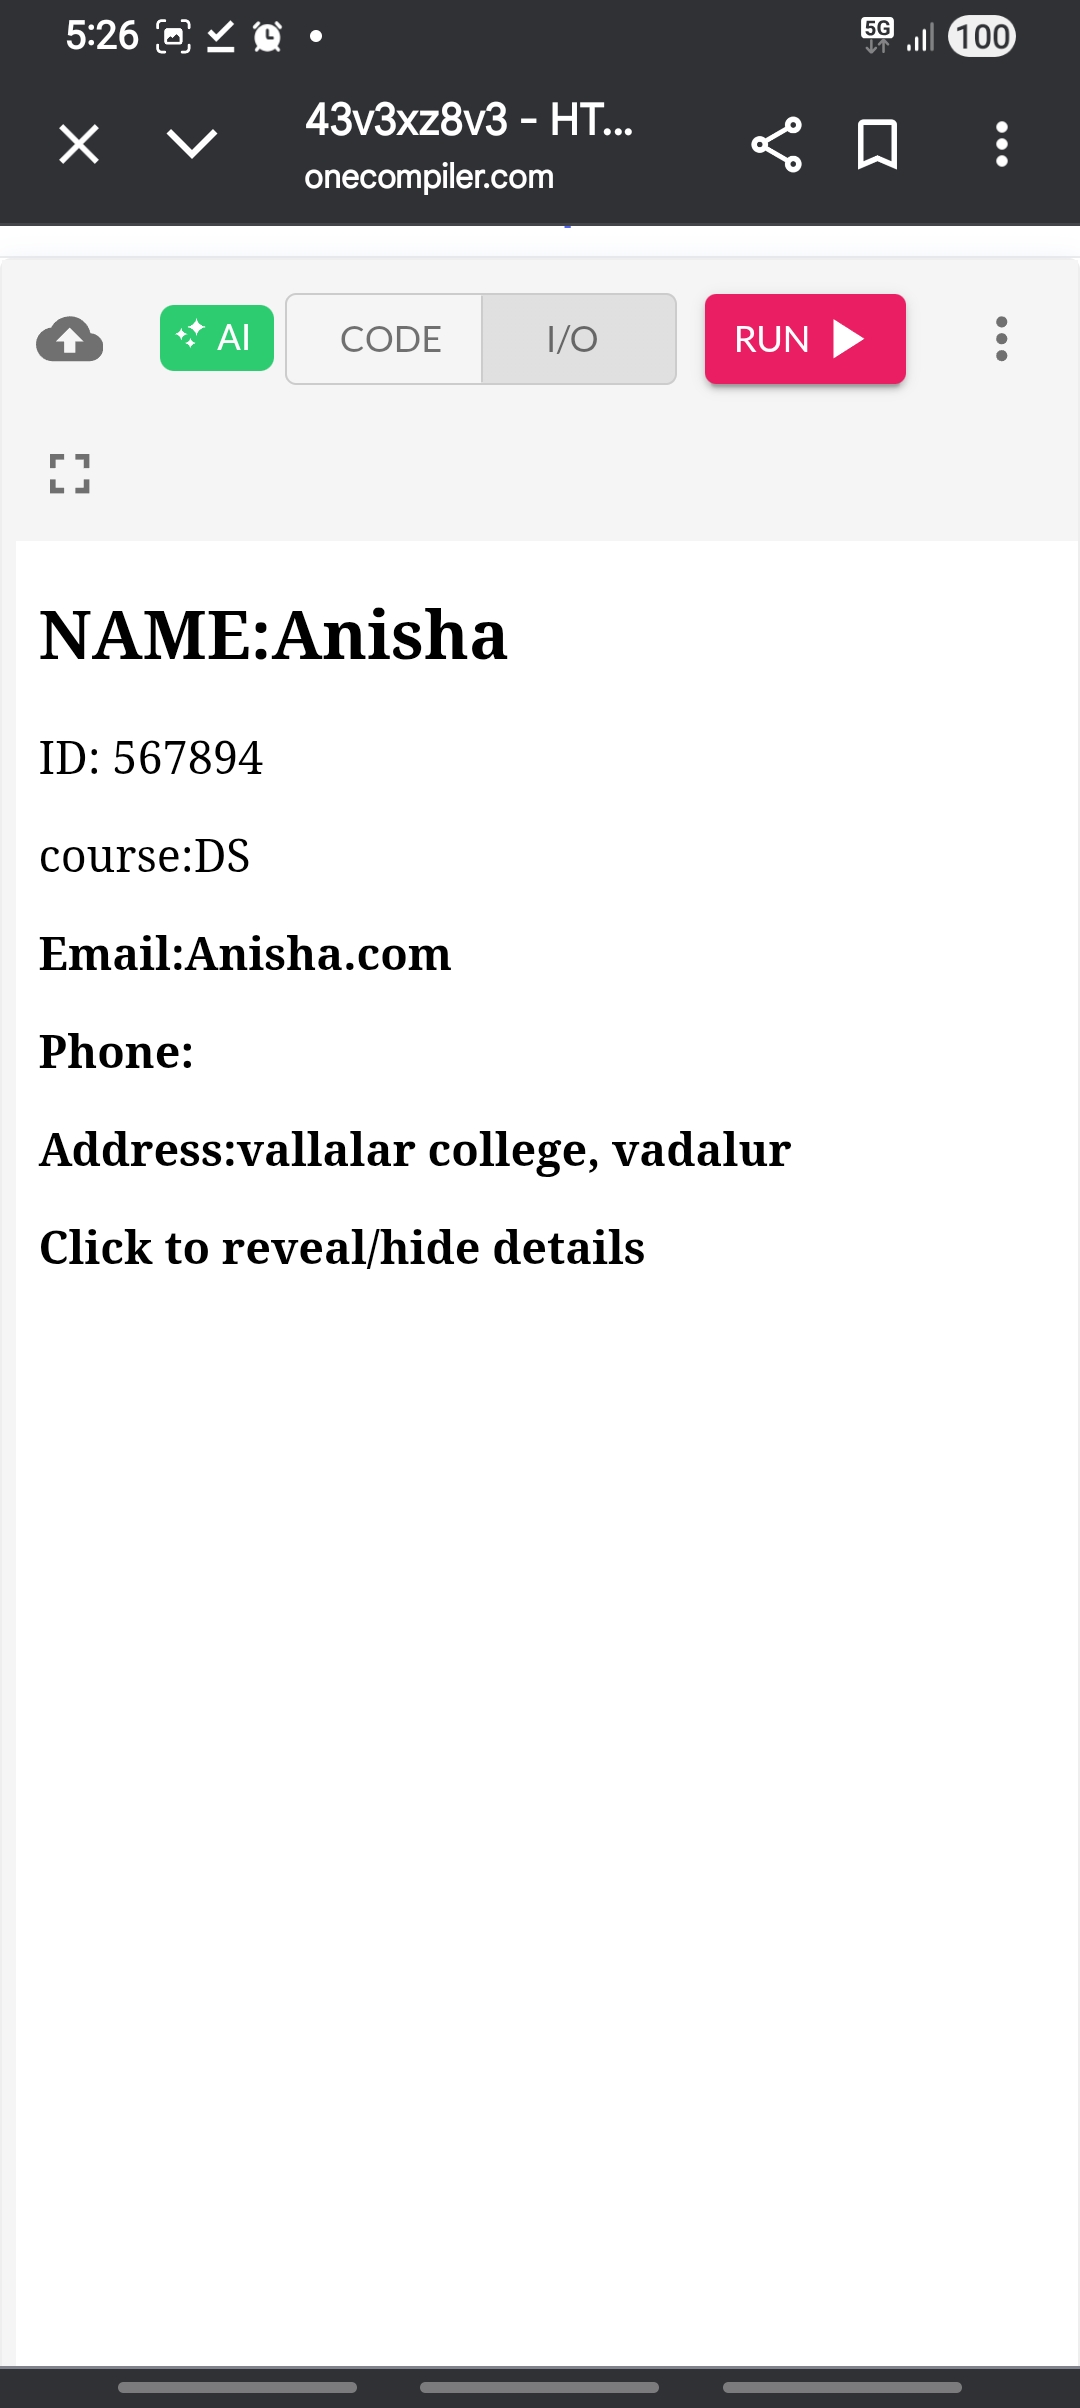 5:26
5G
100
43v3xz8v3 - HT...
onecompiler.com
AI
CODE
I/O
RUN
NAME:Anisha
ID: 567894
course:DS
Email:Anisha.com
Phone:
Address:vallalar college, vadalur
Click to reveal/hide details